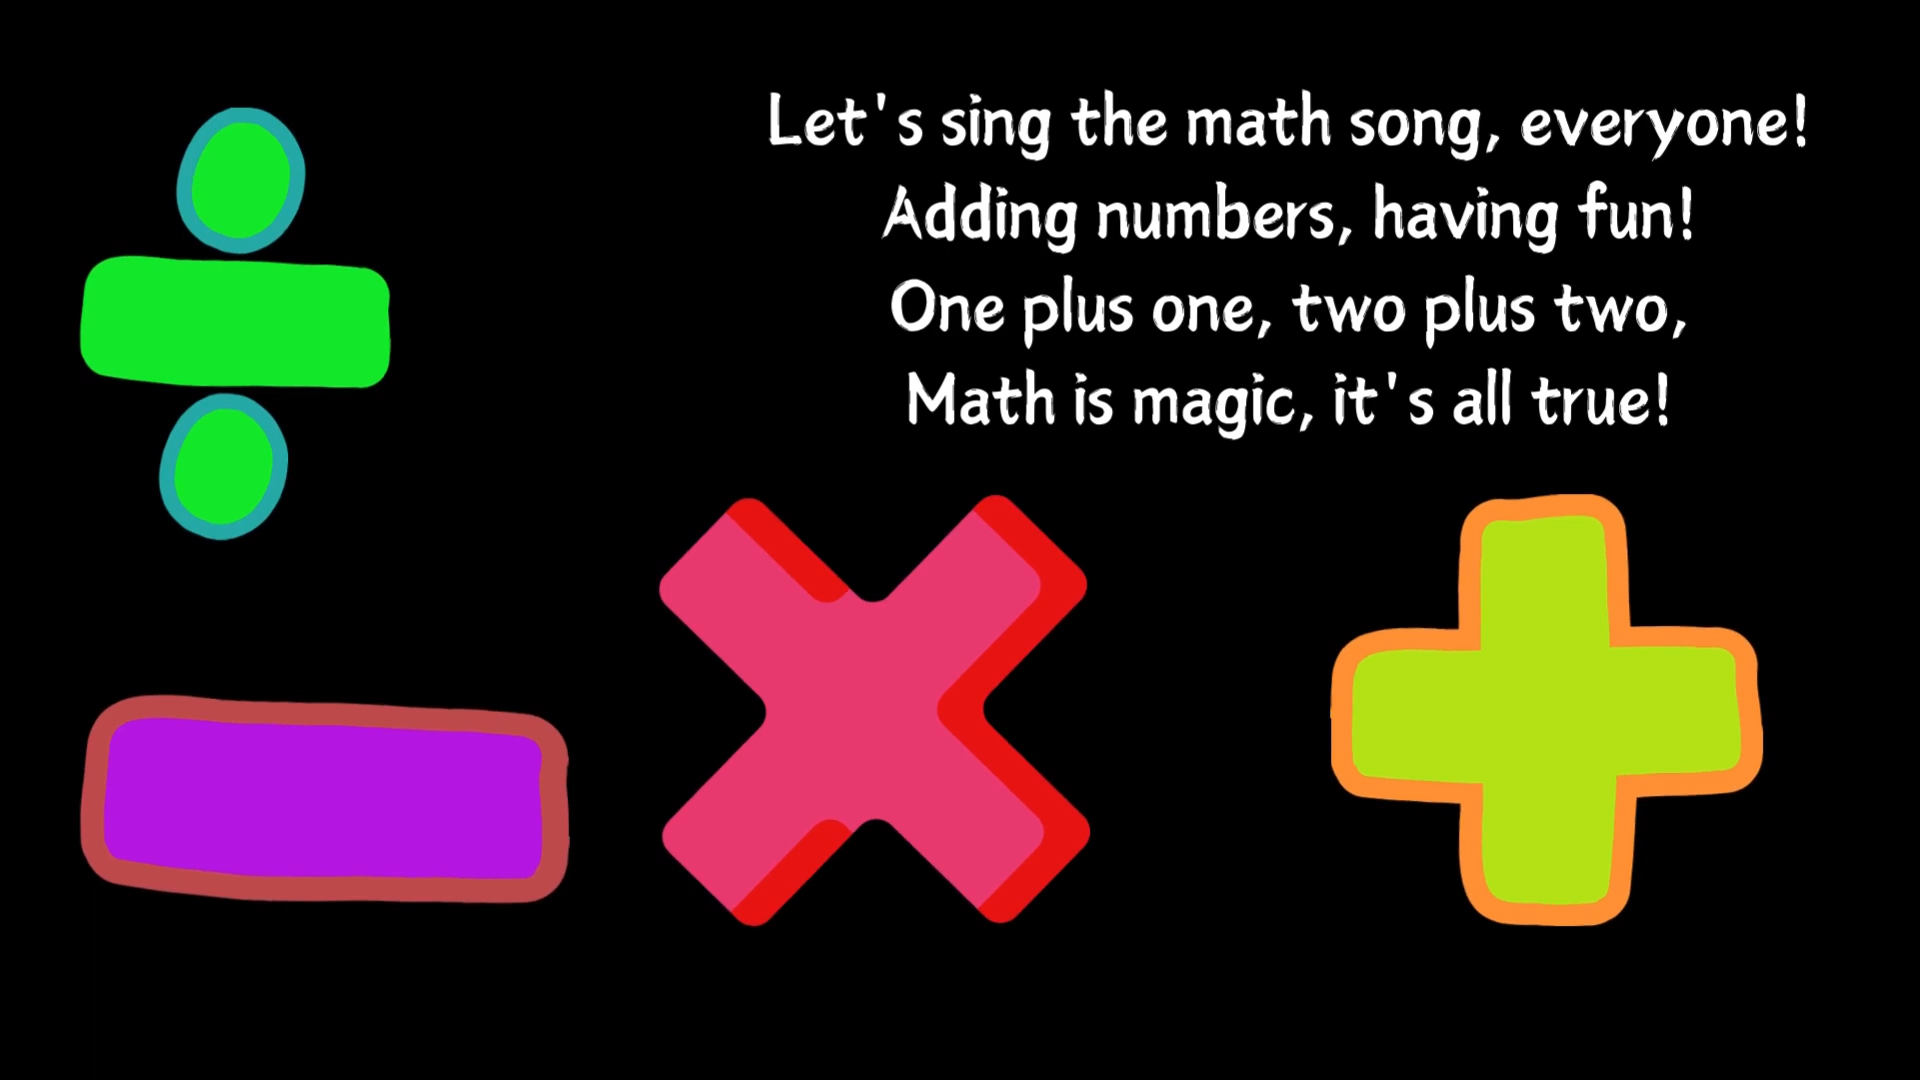 Let's sing the math song, everyone!
Adding numbers, having fun!
One plus one, two plus two,
Math is magic, it's all true!